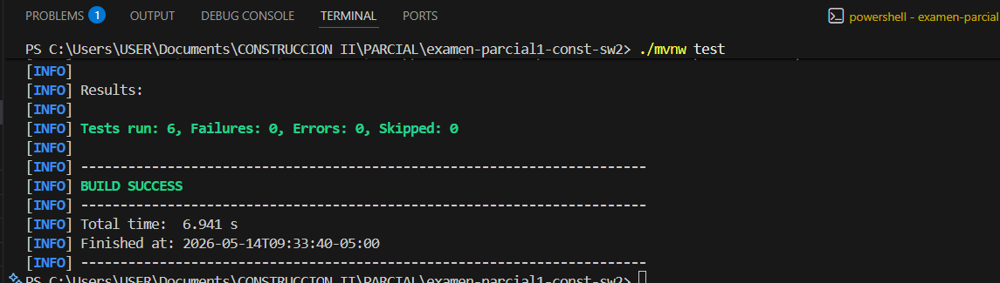 PROBLEMS 1 OUTPUT DEBUG CONSOLE TERMINAL PORTS powershell - examen-parcial
PS C:\Users\USER\Documents\CONSTRUCCION II\PARCIAL\examen-parcial1-const-sw2> ./mvnw test
[INFO]
[INFO] Results:
[INFO]
[INFO] Tests run: 6, Failures: 0, Errors: 0, Skipped: 0
[INFO]
[INFO] ------------------------------------------------------------------------
[INFO] BUILD SUCCESS
[INFO] ------------------------------------------------------------------------
[INFO] Total time:  6.941 s
[INFO] Finished at: 2026-05-14T09:33:40-05:00
[INFO] ------------------------------------------------------------------------
PS C:\Users\USER\Documents\CONSTRUCCION II\PARCIAL\examen-parcial1-const-sw2>